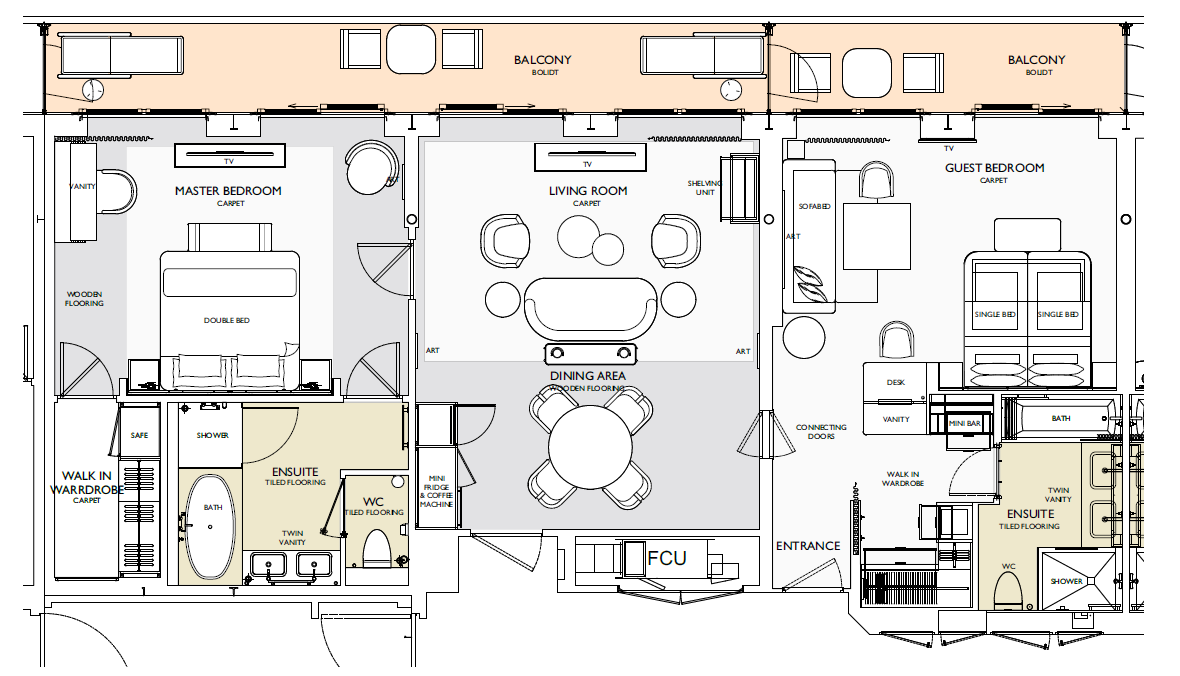 BALCONY
BOLIDT
BALCONY
BOLIDT
TV
MASTER BEDROOM
CARPET
VANITY
WOODEN
FLOORING
DOUBLE BED
TV
LIVING ROOM
CARPET
SHELVING
UNIT
ART
ART
DINING AREA
WOODEN FLOORING
TV
GUEST BEDROOM
CARPET
SOFABED
ART
SINGLE BED
SINGLE BED
DESK
VANITY
MINI BAR
BATH
CONNECTING
DOORS
WALK IN
WARDROBE
TWIN
VANITY
ENSUITE
TILED FLOORING
WC
SHOWER
ENTRANCE
SAFE
WALK IN
WARRDROBE
CARPET
SHOWER
BATH
ENSUITE
TILED FLOORING
TWIN
VANITY
WC
TILED FLOORING
MINI
FRIDGE
& COFFEE
MACHINE
FCU